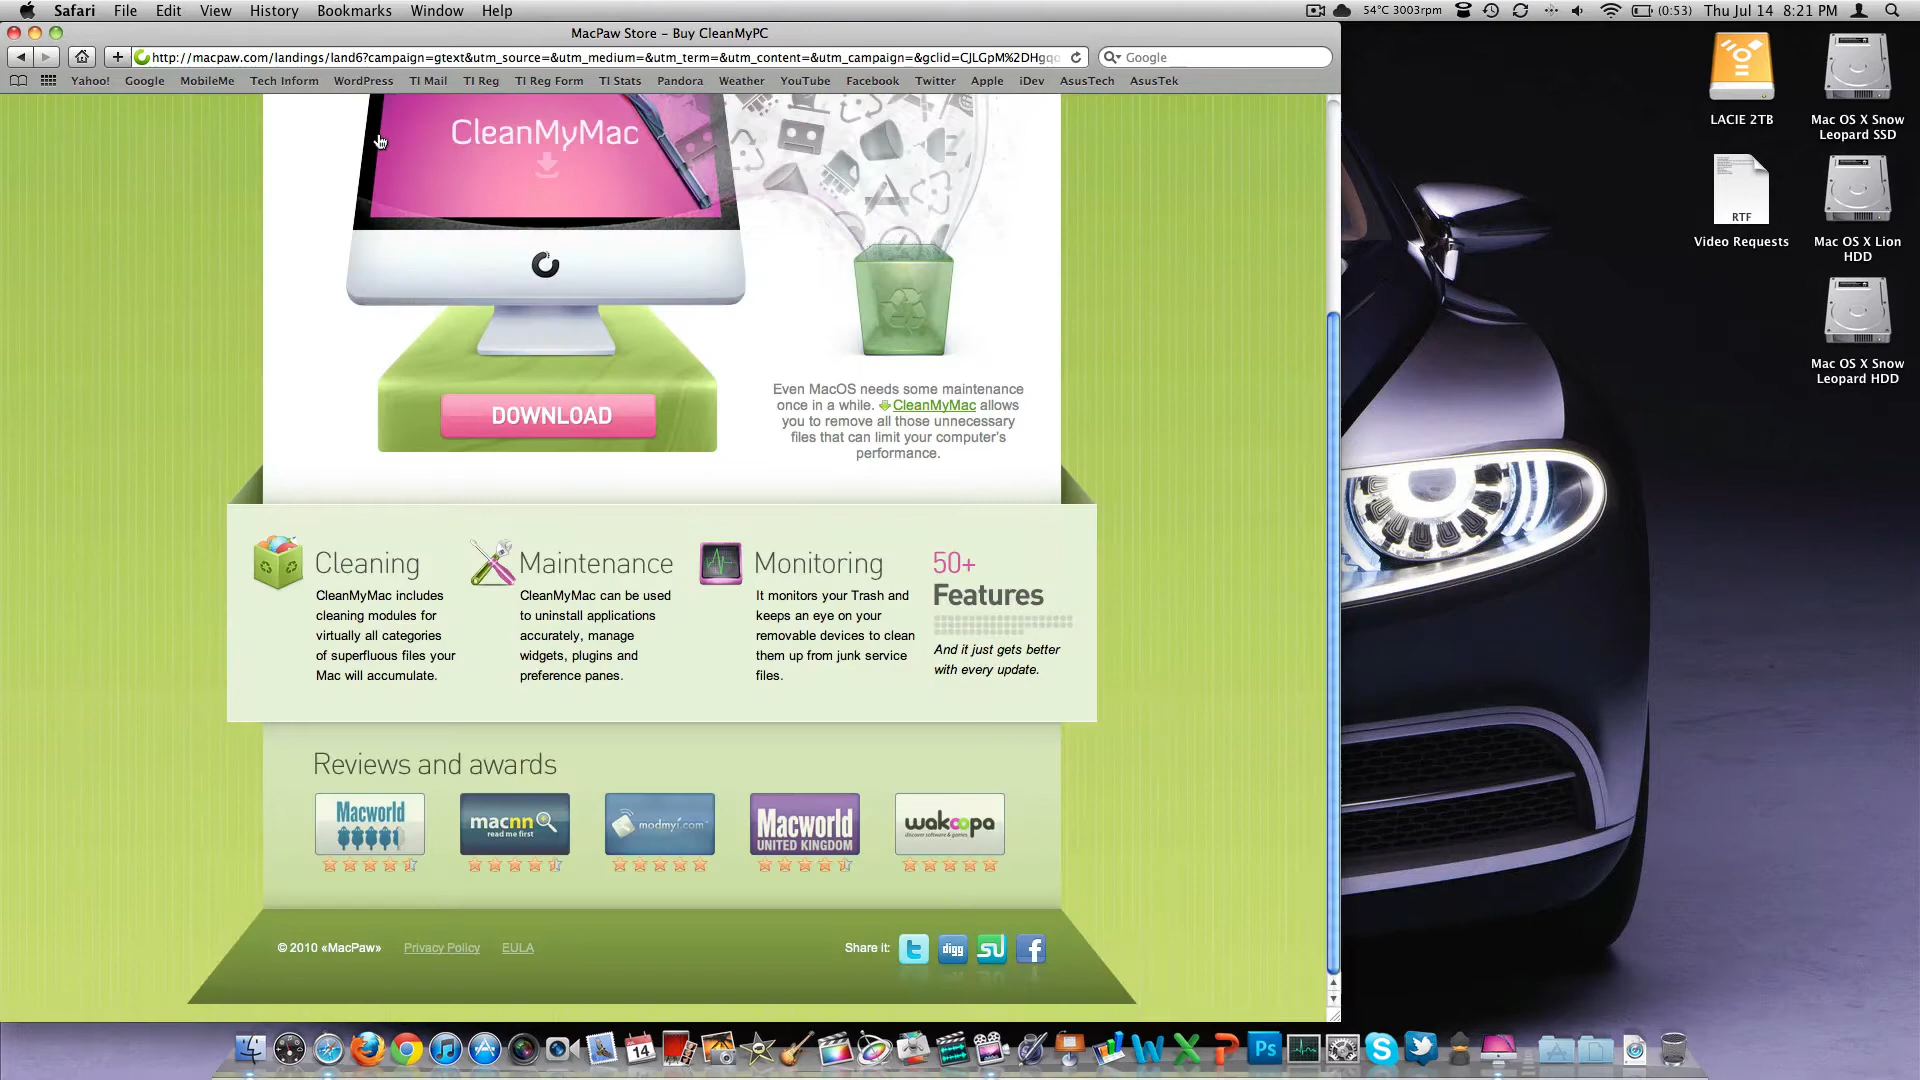 Safari File Edit View History Bookmarks Window Help
54°C 3003rpm (0:53) Thu Jul 14 8:21 PM
MacPaw Store – Buy CleanMyPC
http://macpaw.com/landings/land6?campaign=gtext&utm_source=&utm_medium=&utm_term=&utm_content=&utm_campaign=&gclid=CJLGpM%2DHgqo
Google
Yahoo! Google MobileMe Tech Inform WordPress TI Mail TI Reg TI Reg Form TI Stats Pandora Weather YouTube Facebook Twitter Apple iDev AsusTech AsusTek
CleanMyMac
DOWNLOAD
Even MacOS needs some maintenance
once in a while. CleanMyMac allows
you to remove all those unnecessary
files that can limit your computer's
performance.
Cleaning
CleanMyMac includes
cleaning modules for
virtually all categories
of superfluous files your
Mac will accumulate.
Maintenance
CleanMyMac can be used
to uninstall applications
accurately, manage
widgets, plugins and
preference panes.
Monitoring
It monitors your Trash and
keeps an eye on your
removable devices to clean
them up from junk service
files.
50+
Features
And it just gets better
with every update.
Reviews and awards
Macworld
macnn
read me first
modmyi.com
Macworld
UNITED KINGDOM
wakoopa
discover software & games
© 2010 «MacPaw» Privacy Policy EULA
Share it:
digg
LACIE 2TB
Mac OS X Snow
Leopard SSD
RTF
Video Requests
Mac OS X Lion
HDD
Mac OS X Snow
Leopard HDD
14
Ps